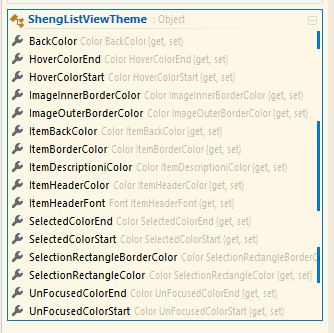 ShengListViewTheme : Object
BackColor Color BackColor {get, set}
HoverColorEnd Color HoverColorEnd {get, set}
HoverColorStart Color HoverColorStart {get, set}
ImageInnerBorderColor Color ImageInnerBorderColor {get, set}
ImageOuterBorderColor Color ImageOuterBorderColor {get, set}
ItemBackColor Color ItemBackColor {get, set}
ItemBorderColor Color ItemBorderColor {get, set}
ItemDescriptioniColor Color ItemDescriptioniColor {get, set}
ItemHeaderColor Color ItemHeaderColor {get, set}
ItemHeaderFont Font ItemHeaderFont {get, set}
SelectedColorEnd Color SelectedColorEnd {get, set}
SelectedColorStart Color SelectedColorStart {get, set}
SelectionRectangleBorderColor Color SelectionRectangleBorderC
SelectionRectangleColor Color SelectionRectangleColor {get, set}
UnFocusedColorEnd Color UnFocusedColorEnd {get, set}
UnFocusedColorStart Color UnFocusedColorStart {get, set}